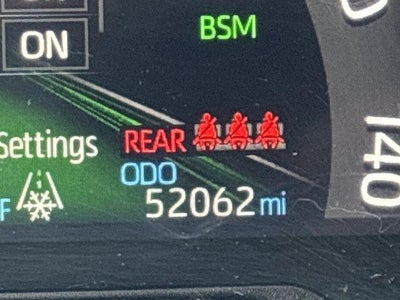 BSM
ON
Settings
REAR
ODO
F
52062 mi
140